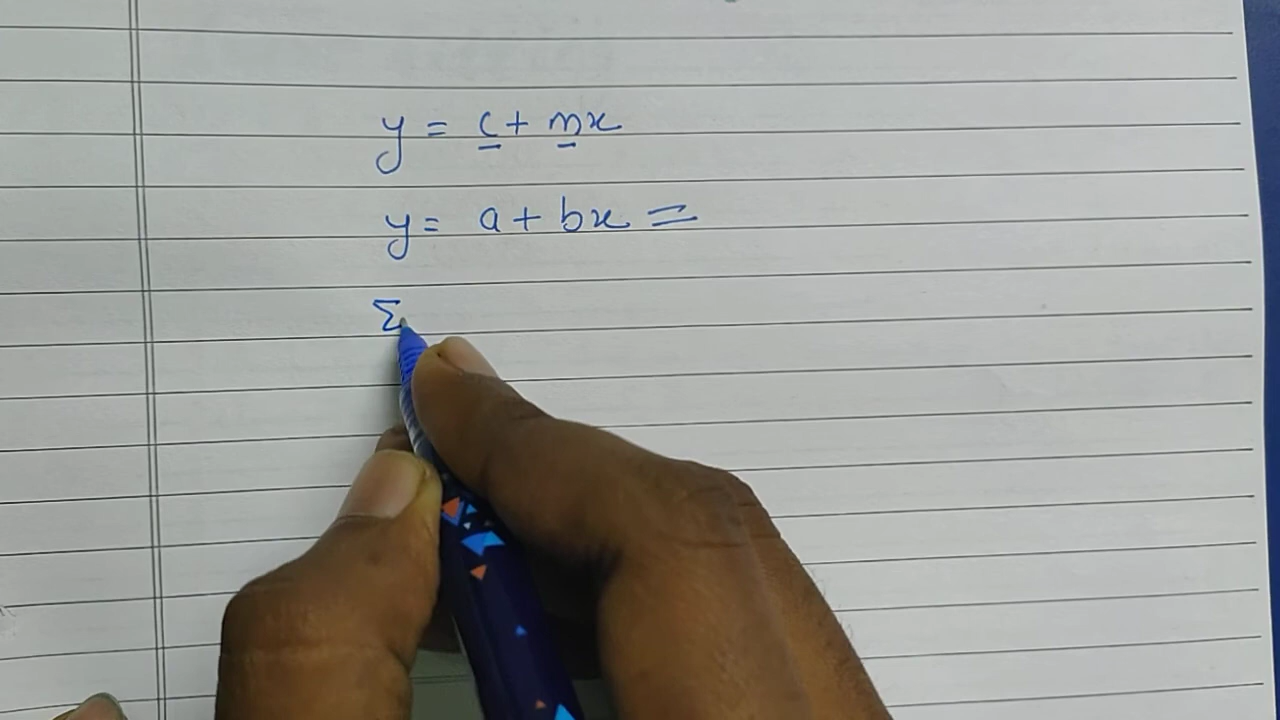 y = c + mx
y = a + bx =
Σ